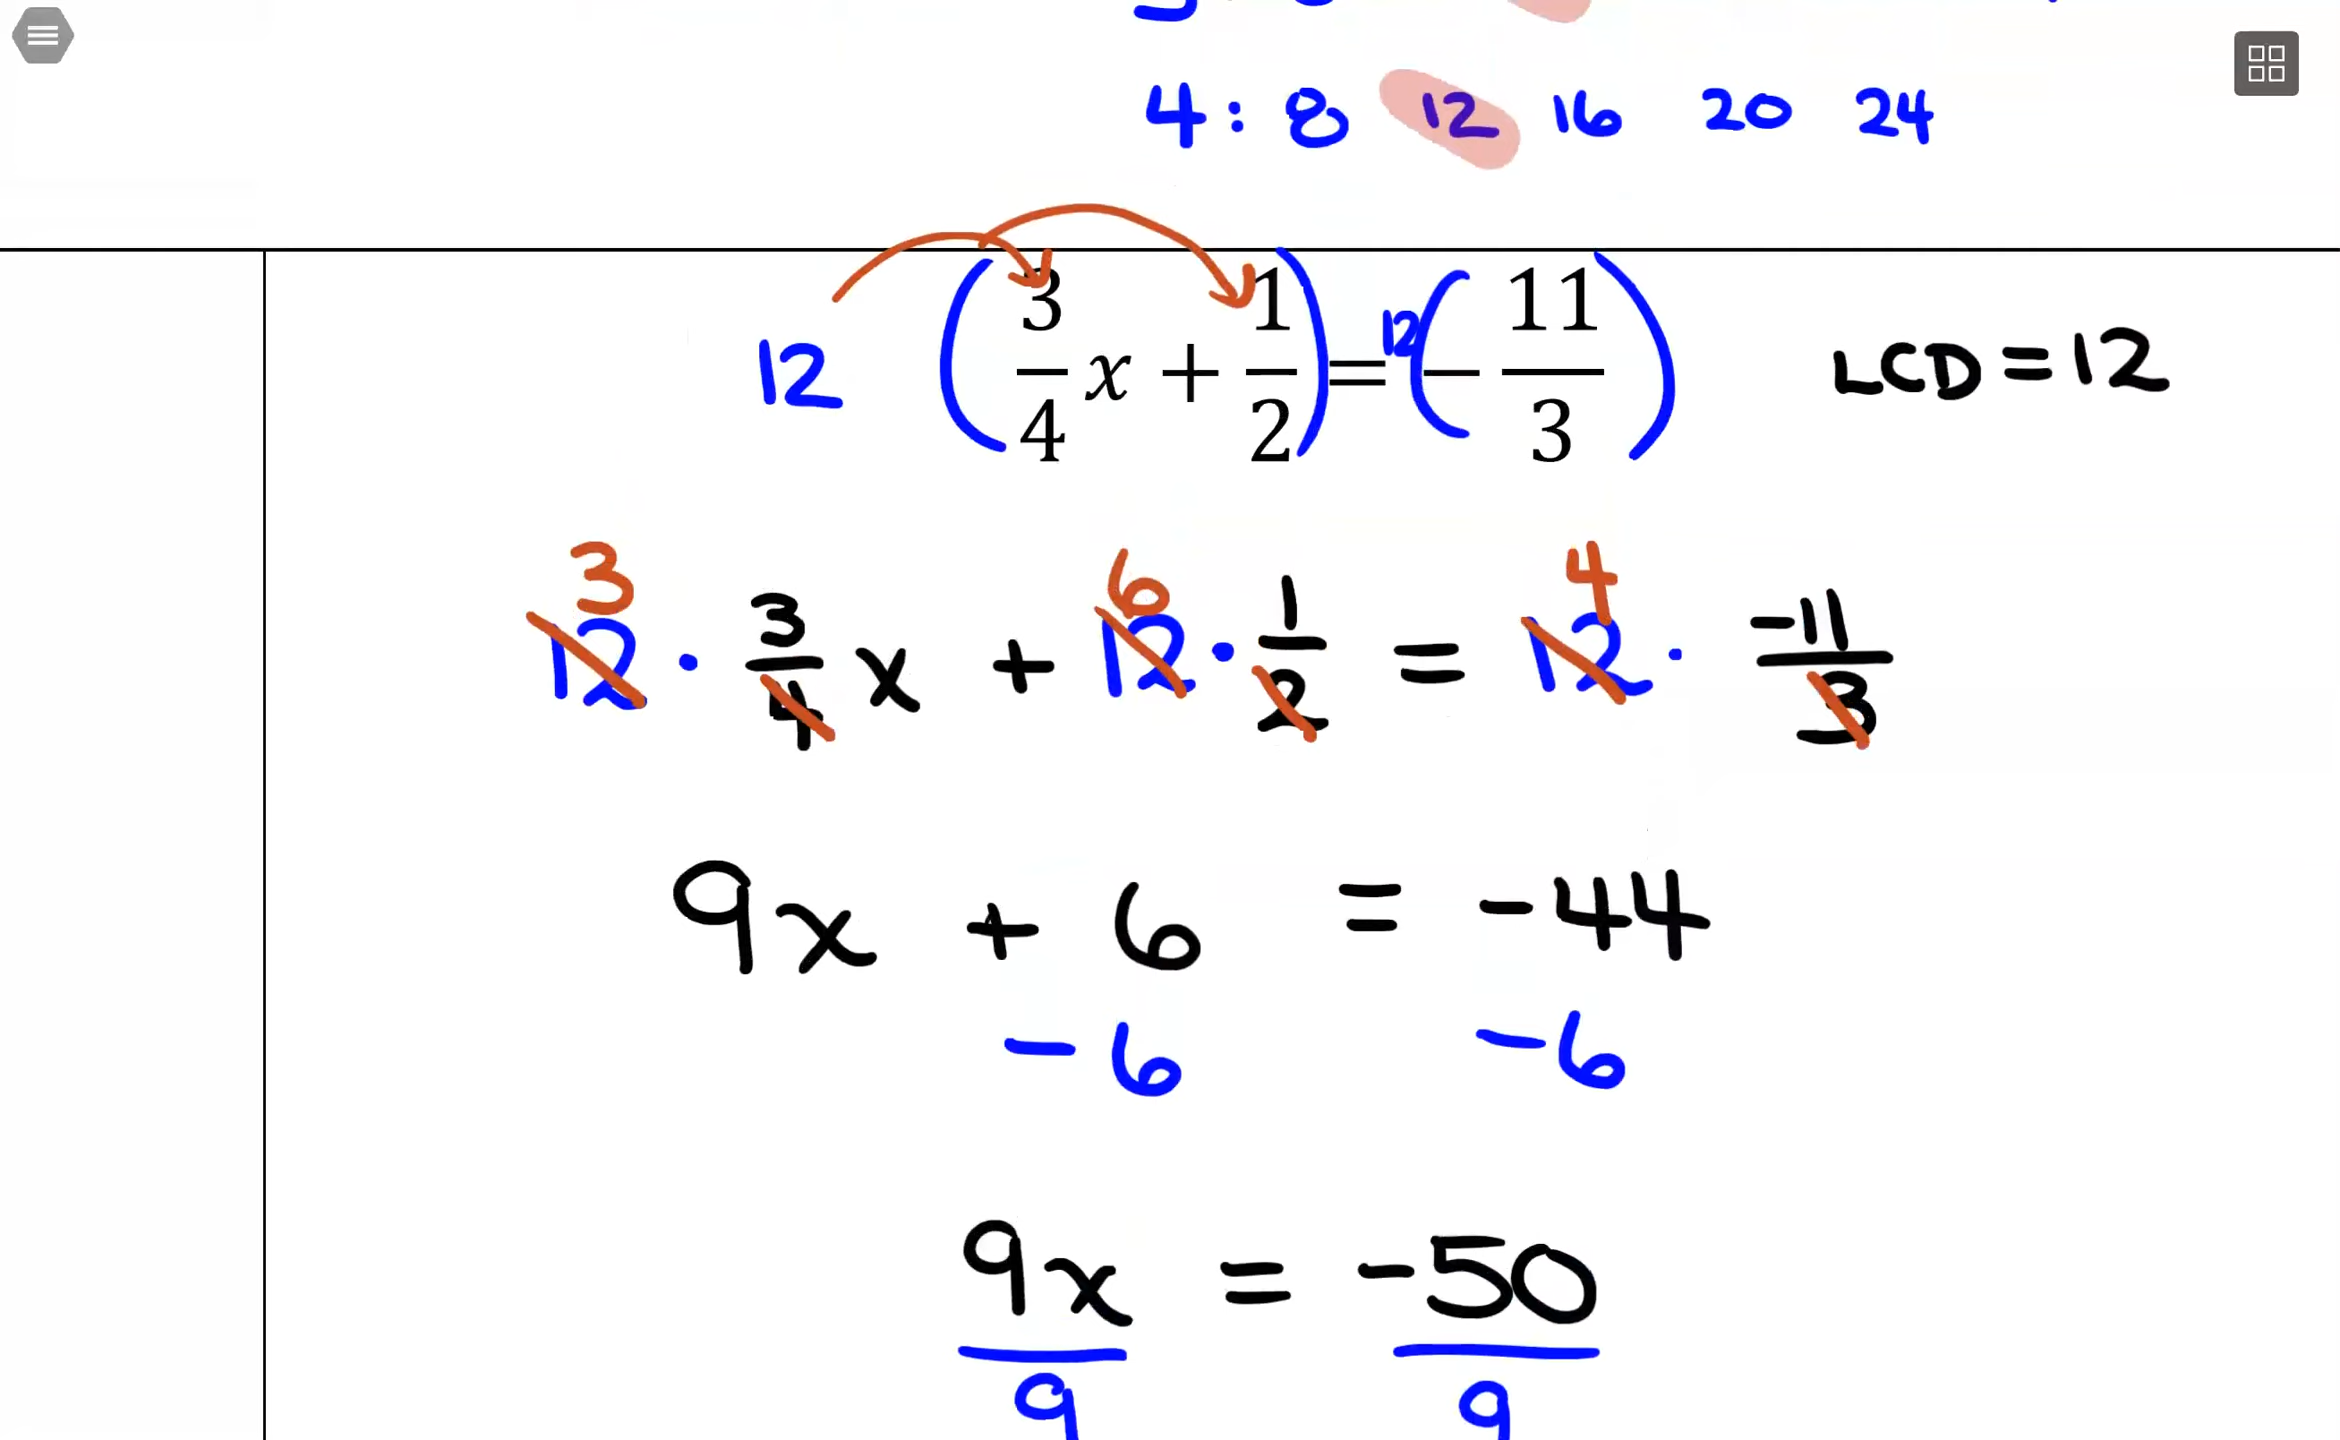 4 : 8 12 16 20 24
12 ( 3/4 x + 1/2 ) = 12 ( − 11/3 ) LCD = 12
3 6 4
12 · 3/4 x + 12 · 1/2 = 12 · -11/3
9x + 6 = -44
- 6 - 6
9x = -50
9 9